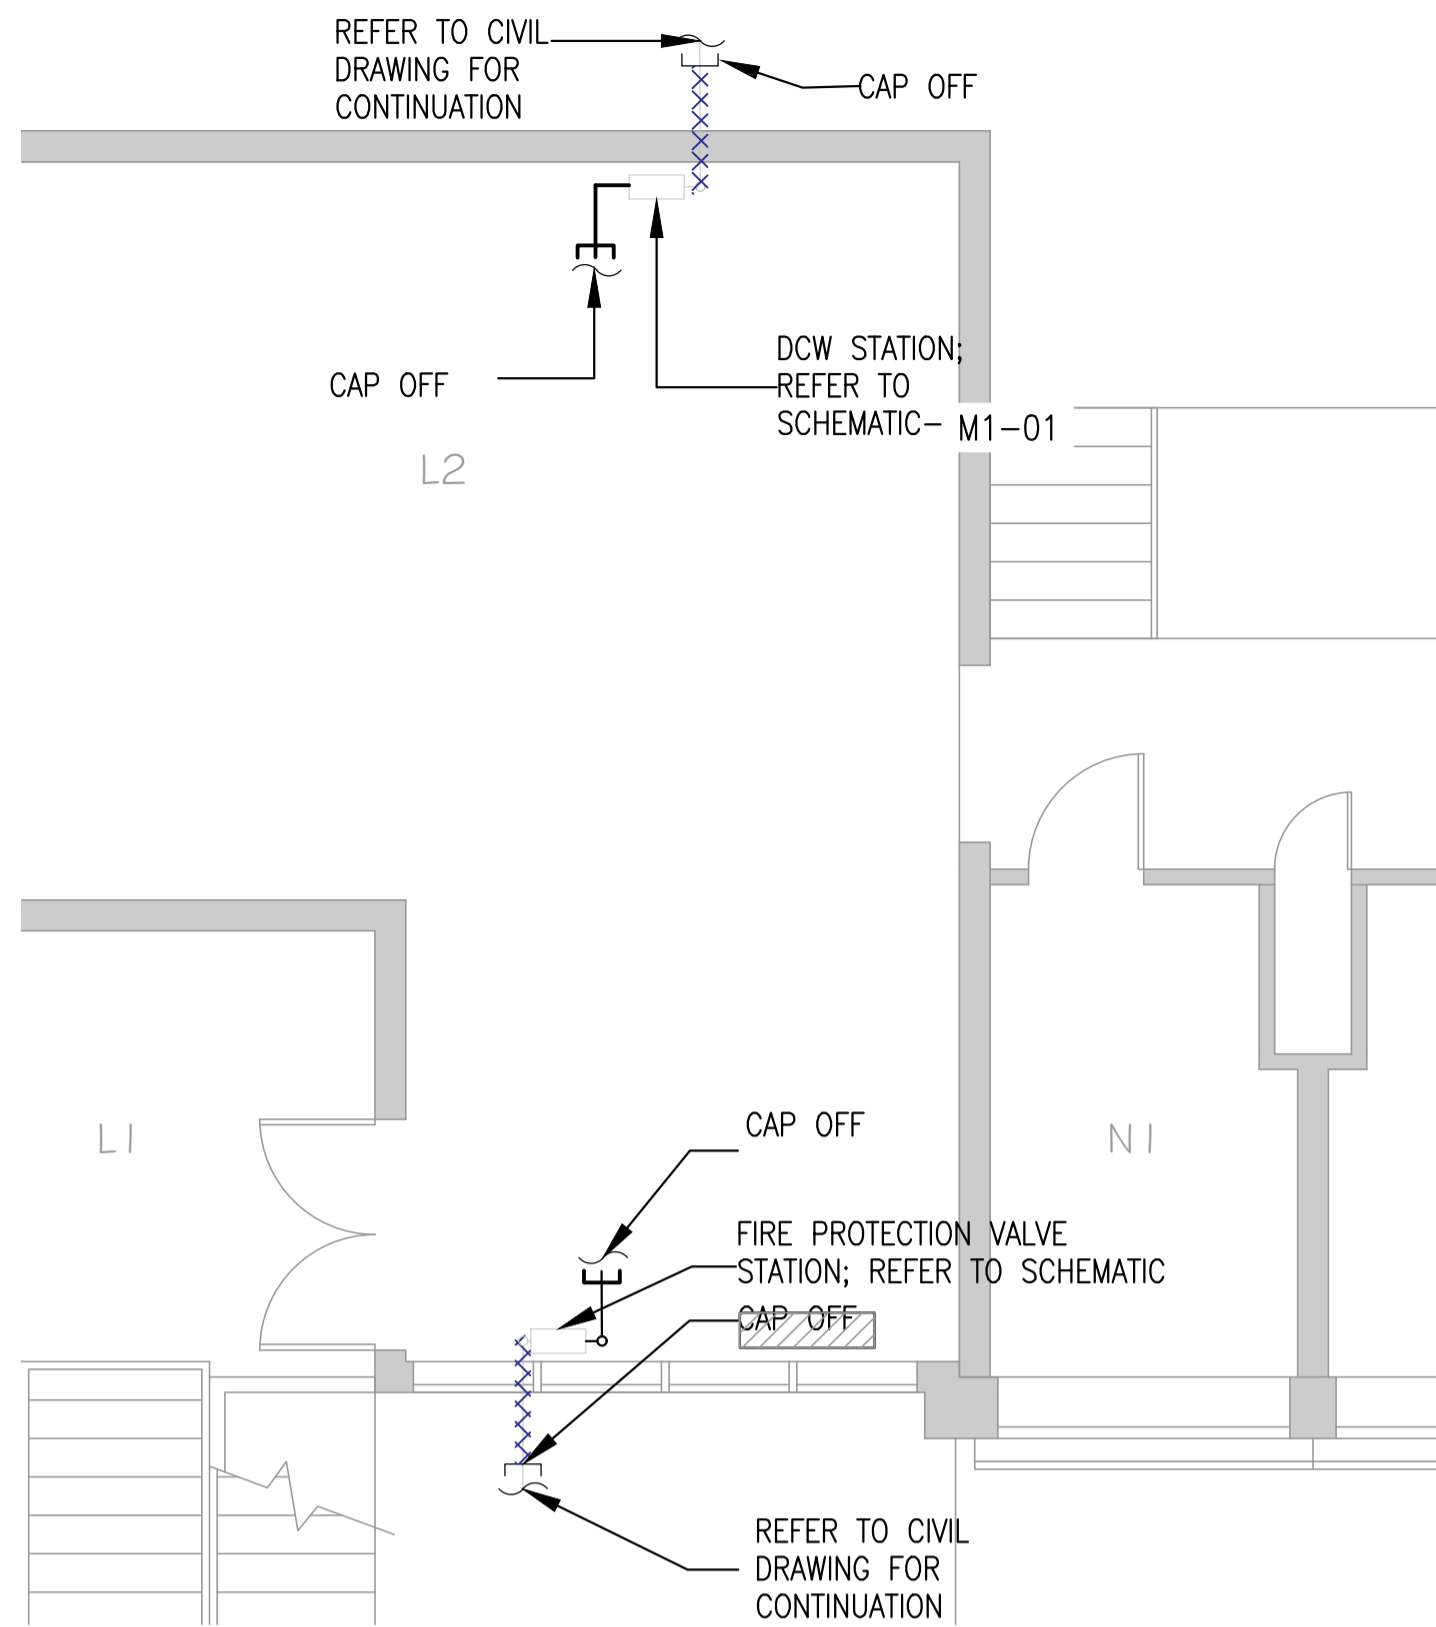 REFER TO CIVIL
DRAWING FOR
CONTINUATION
CAP OFF
CAP OFF
DCW STATION;
REFER TO
SCHEMATIC- M1-01
L2
L1
N1
CAP OFF
FIRE PROTECTION VALVE
STATION; REFER TO SCHEMATIC
CAP OFF
REFER TO CIVIL
DRAWING FOR
CONTINUATION